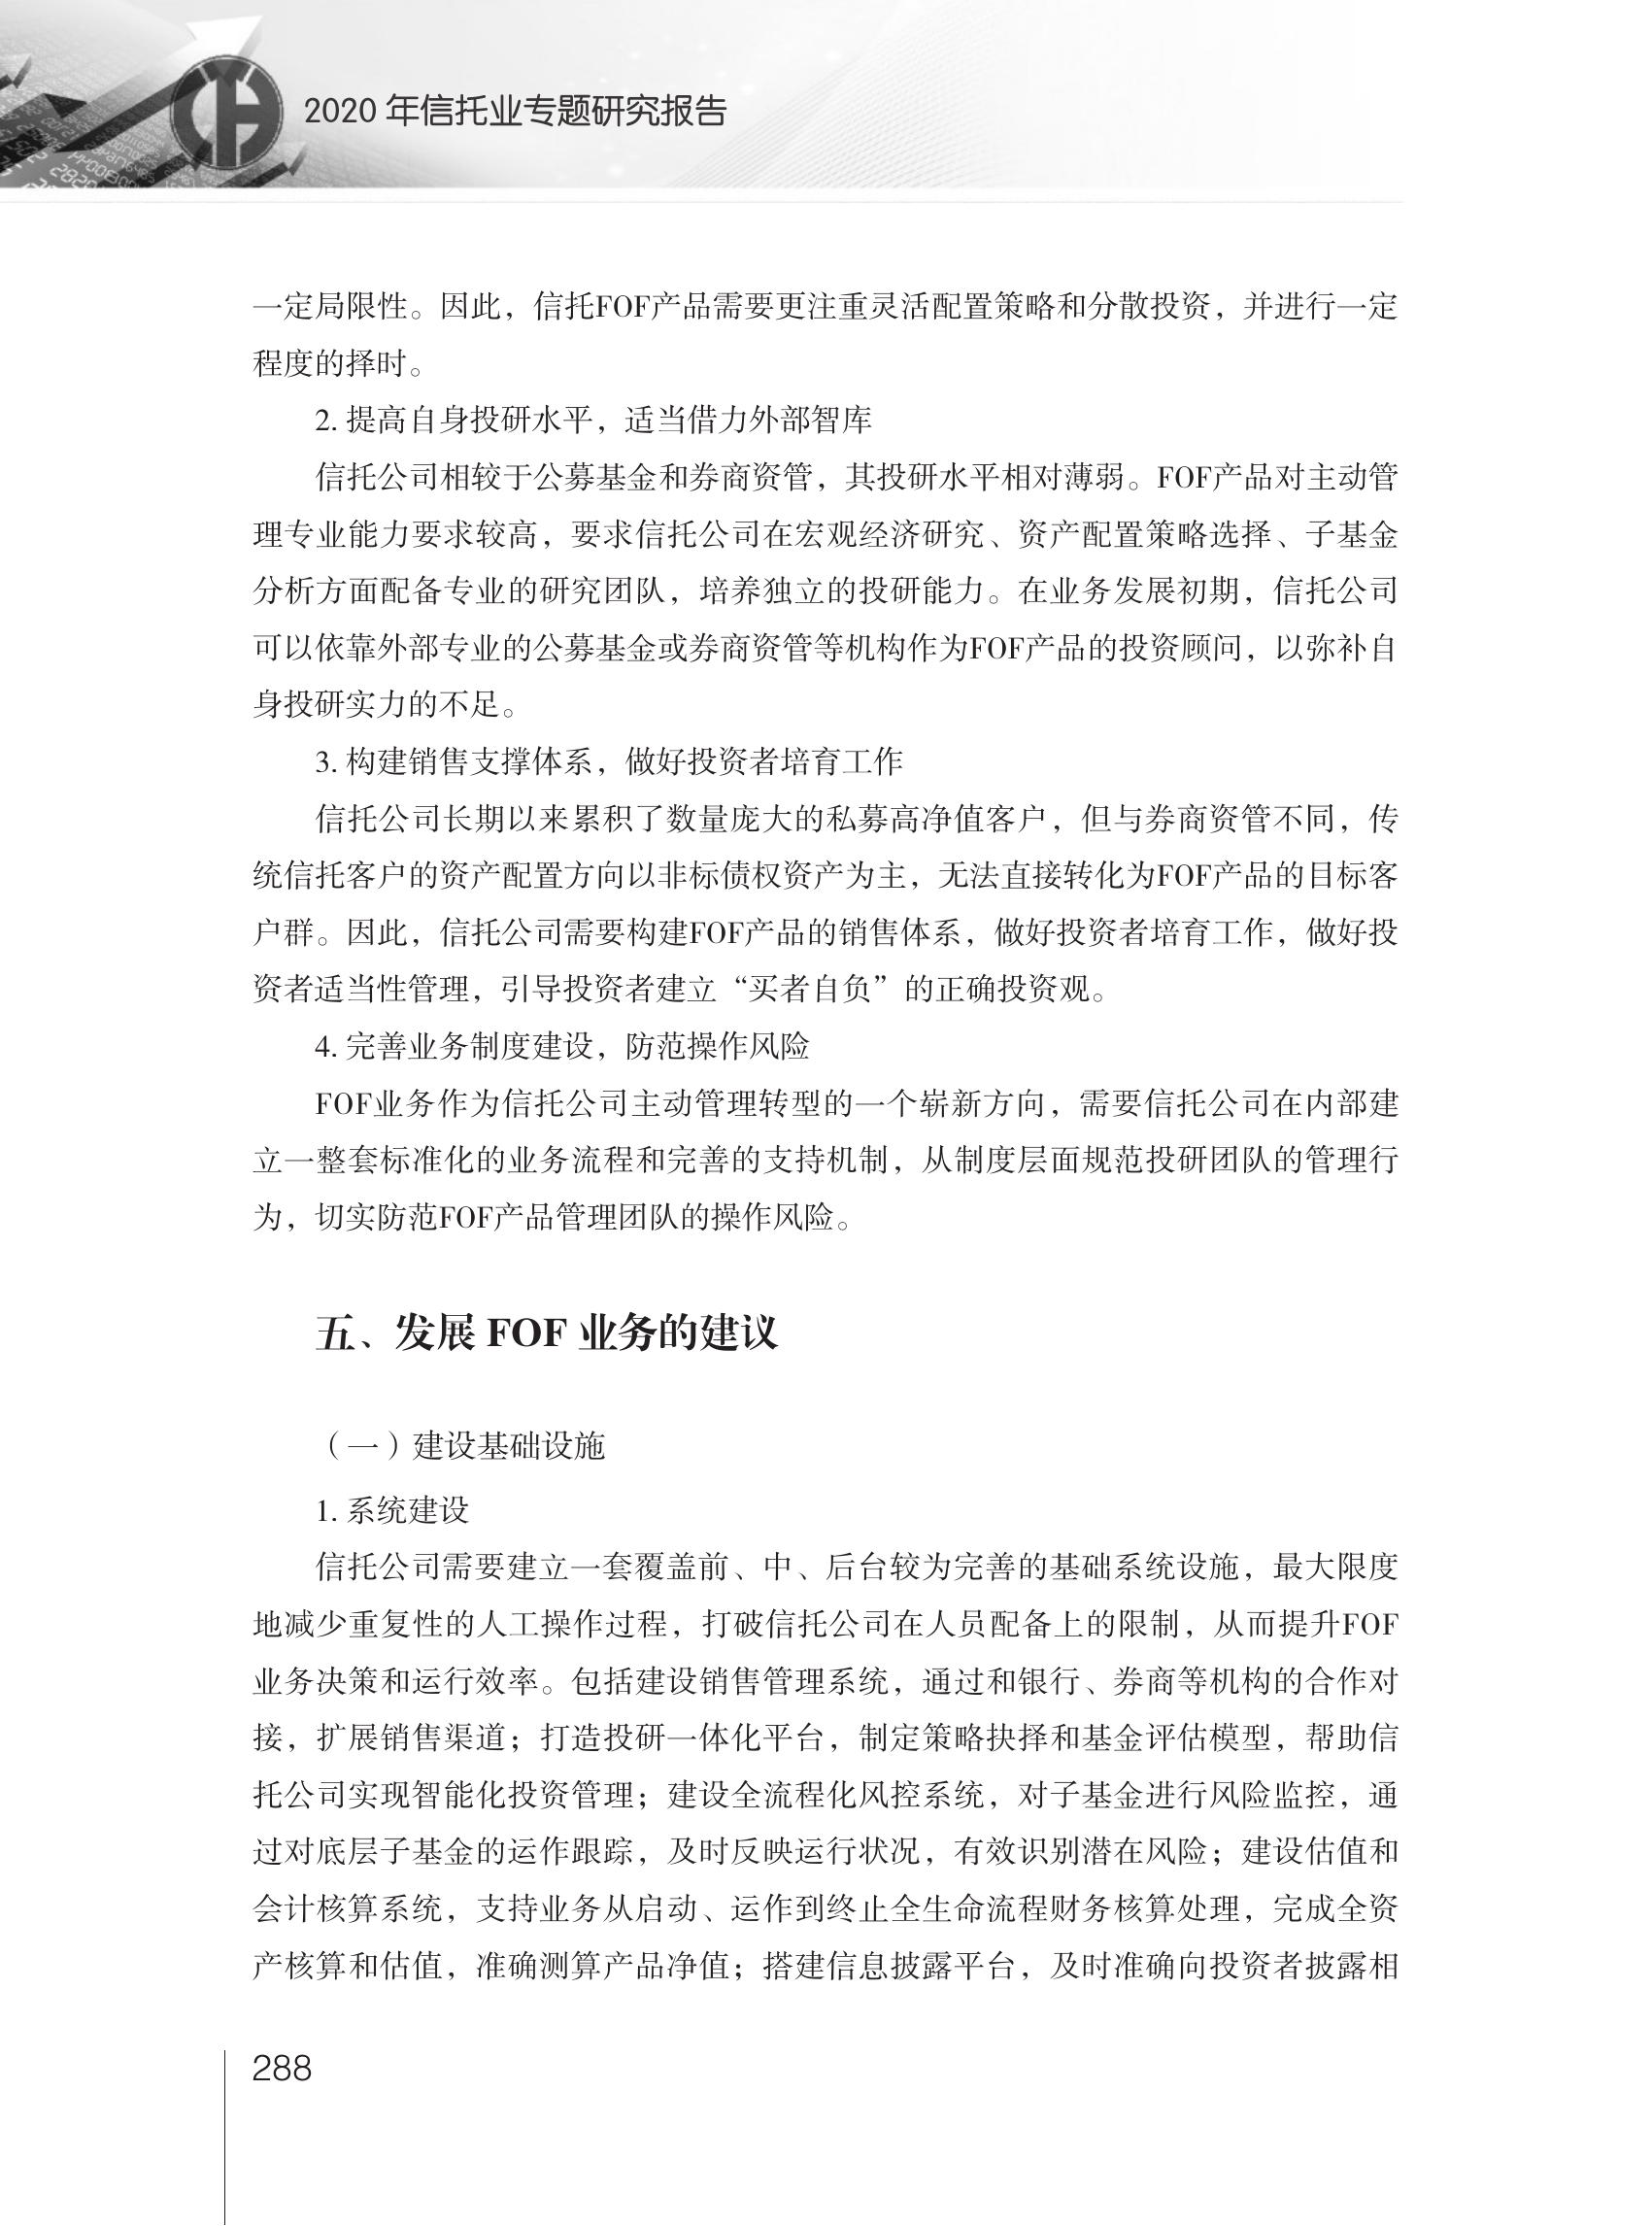 2020 年信托业专题研究报告
一定局限性。因此，信托FOF产品需要更注重灵活配置策略和分散投资，并进行一定
程度的择时。
2. 提高自身投研水平，适当借力外部智库
信托公司相较于公募基金和券商资管，其投研水平相对薄弱。FOF产品对主动管
理专业能力要求较高，要求信托公司在宏观经济研究、资产配置策略选择、子基金
分析方面配备专业的研究团队，培养独立的投研能力。在业务发展初期，信托公司
可以依靠外部专业的公募基金或券商资管等机构作为FOF产品的投资顾问，以弥补自
身投研实力的不足。
3. 构建销售支撑体系，做好投资者培育工作
信托公司长期以来累积了数量庞大的私募高净值客户，但与券商资管不同，传
统信托客户的资产配置方向以非标债权资产为主，无法直接转化为FOF产品的目标客
户群。因此，信托公司需要构建FOF产品的销售体系，做好投资者培育工作，做好投
资者适当性管理，引导投资者建立“买者自负”的正确投资观。
4. 完善业务制度建设，防范操作风险
FOF业务作为信托公司主动管理转型的一个崭新方向，需要信托公司在内部建
立一整套标准化的业务流程和完善的支持机制，从制度层面规范投研团队的管理行
为，切实防范FOF产品管理团队的操作风险。
五、发展 FOF 业务的建议
（一）建设基础设施
1. 系统建设
信托公司需要建立一套覆盖前、中、后台较为完善的基础系统设施，最大限度
地减少重复性的人工操作过程，打破信托公司在人员配备上的限制，从而提升FOF
业务决策和运行效率。包括建设销售管理系统，通过和银行、券商等机构的合作对
接，扩展销售渠道；打造投研一体化平台，制定策略抉择和基金评估模型，帮助信
托公司实现智能化投资管理；建设全流程化风控系统，对子基金进行风险监控，通
过对底层子基金的运作跟踪，及时反映运行状况，有效识别潜在风险；建设估值和
会计核算系统，支持业务从启动、运作到终止全生命流程财务核算处理，完成全资
产核算和估值，准确测算产品净值；搭建信息披露平台，及时准确向投资者披露相
288